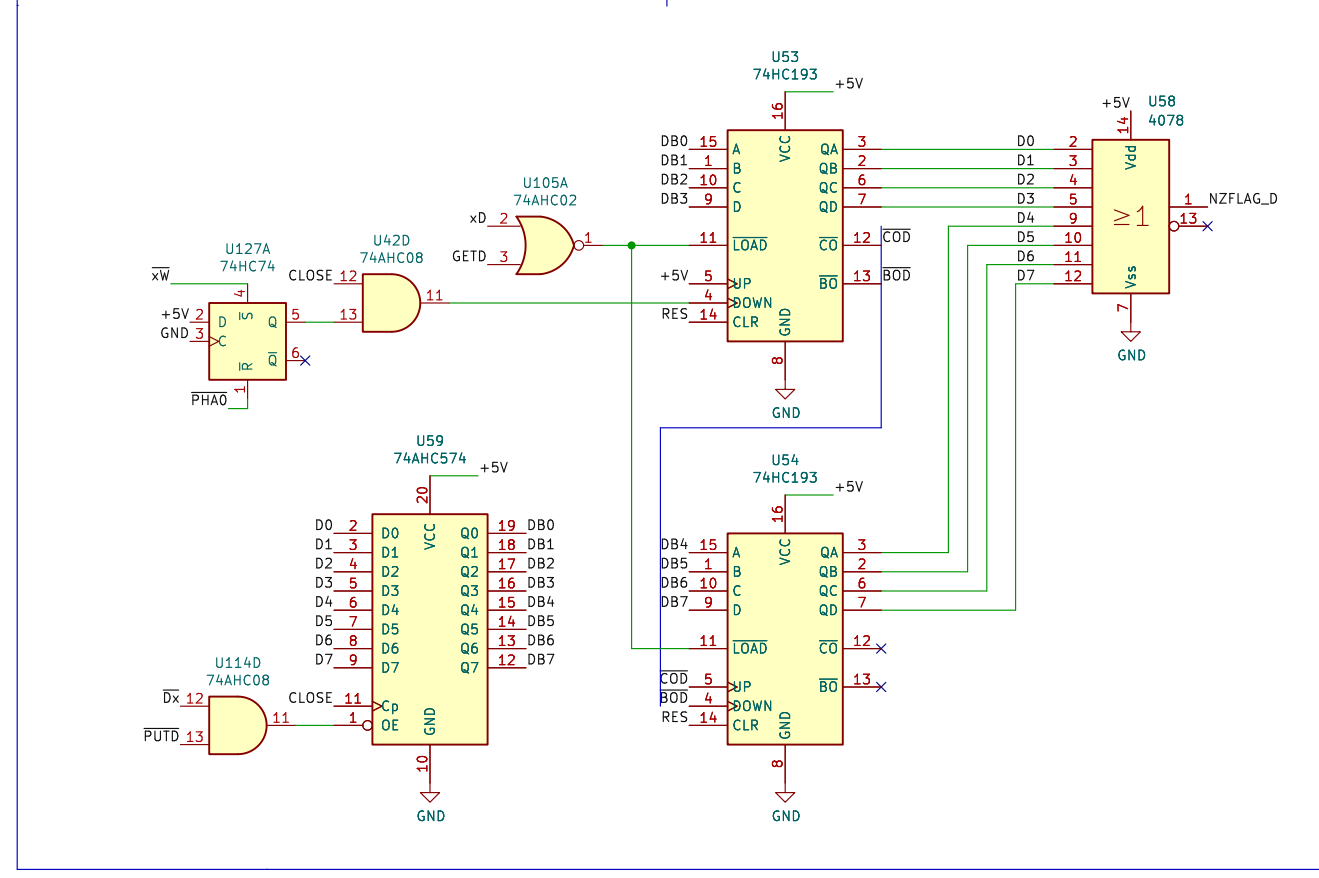 U53
74HC193
+5V
16
VCC
DB0 15 A QA 3
DB1 1 B QB 2
DB2 10 C QC 6
DB3 9 D QD 7
11 LOAD CO 12 COD
+5V 5 UP BO 13 BOD
4 DOWN
RES 14 CLR
GND
8
GND
U58
4078
+5V
14
Vdd
D0 2
D1 3
D2 4
D3 5
D4 9
D5 10
D6 11
D7 12
≥1
1 NZFLAG_D
13
Vss
7
GND
U105A
74AHC02
xD 2
GETD 3
1
U42D
74AHC08
CLOSE 12
13
11
U127A
74HC74
xW
4
+5V 2 D S Q 5
GND 3 C
Q 6
R
1
PHA0
U59
74AHC574
+5V
20
VCC
D0 2 D0 Q0 19 DB0
D1 3 D1 Q1 18 DB1
D2 4 D2 Q2 17 DB2
D3 5 D3 Q3 16 DB3
D4 6 D4 Q4 15 DB4
D5 7 D5 Q5 14 DB5
D6 8 D6 Q6 13 DB6
D7 9 D7 Q7 12 DB7
CLOSE 11 Cp
1 OE
GND
10
GND
U114D
74AHC08
Dx 12
PUTD 13
11
U54
74HC193
+5V
16
VCC
DB4 15 A QA 3
DB5 1 B QB 2
DB6 10 C QC 6
DB7 9 D QD 7
11 LOAD CO 12
COD 5 UP BO 13
BOD 4 DOWN
RES 14 CLR
GND
8
GND